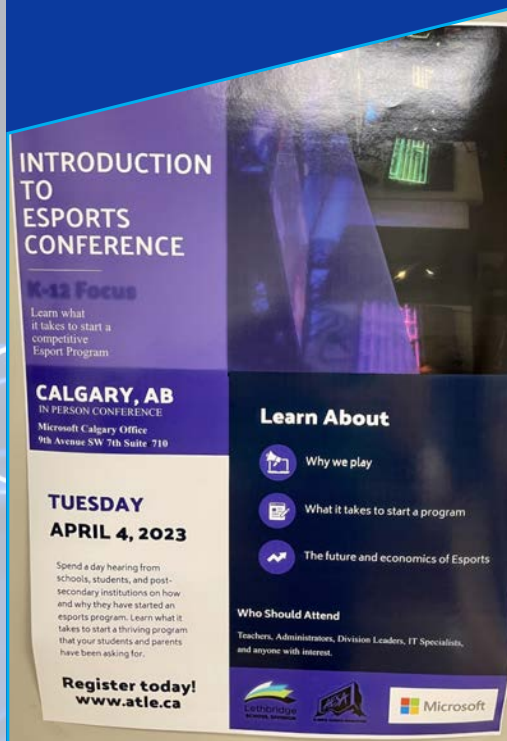 INTRODUCTION
TO
ESPORTS
CONFERENCE
K-12 Focus
Learn what
it takes to start a
competitive
Esport Program
CALGARY, AB
IN PERSON CONFERENCE
Microsoft Calgary Office
9th Avenue SW 7th Suite 710
TUESDAY
APRIL 4, 2023
Spend a day hearing from
schools, students, and post-
secondary institutions on how
and why they have started an
esports program. Learn what it
takes to start a thriving program
that your students and parents
have been asking for.
Register today!
www.atle.ca
Learn About
Why we play
What it takes to start a program
The future and economics of Esports
Who Should Attend
Teachers, Administrators, Division Leaders, IT Specialists,
and anyone with interest.
Lethbridge
SCHOOL DIVISION
Microsoft